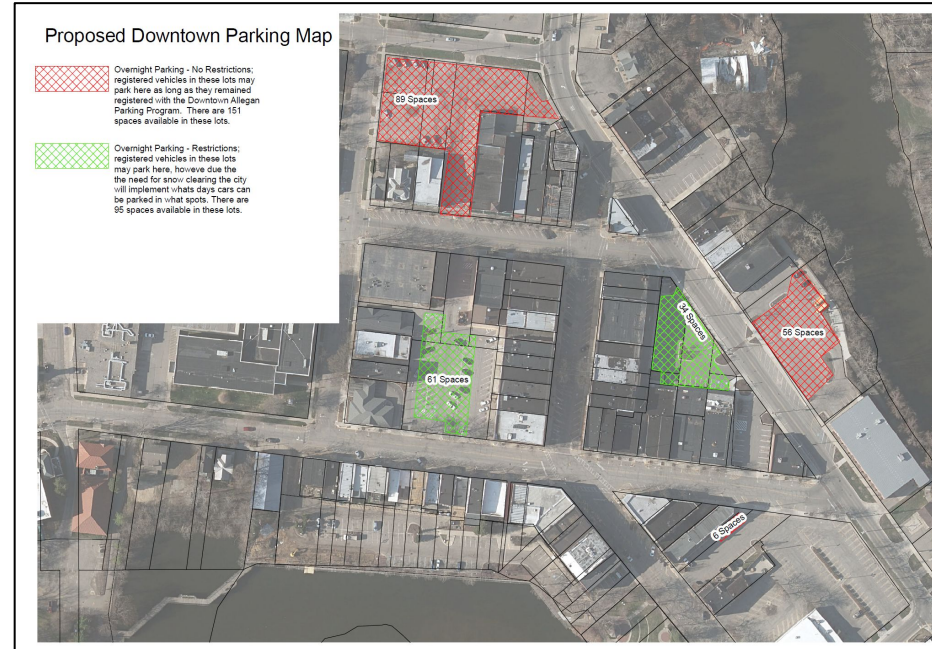 Proposed Downtown Parking Map
Overnight Parking - No Restrictions;
registered vehicles in these lots may
park here as long as they remained
registered with the Downtown Allegan
Parking Program. There are 151
spaces available in these lots.
Overnight Parking - Restrictions;
registered vehicles in these lots
may park here, howeve due the
the need for snow clearing the city
will implement whats days cars can
be parked in what spots. There are
95 spaces available in these lots.
89 Spaces
34 Spaces
56 Spaces
61 Spaces
6 Spaces